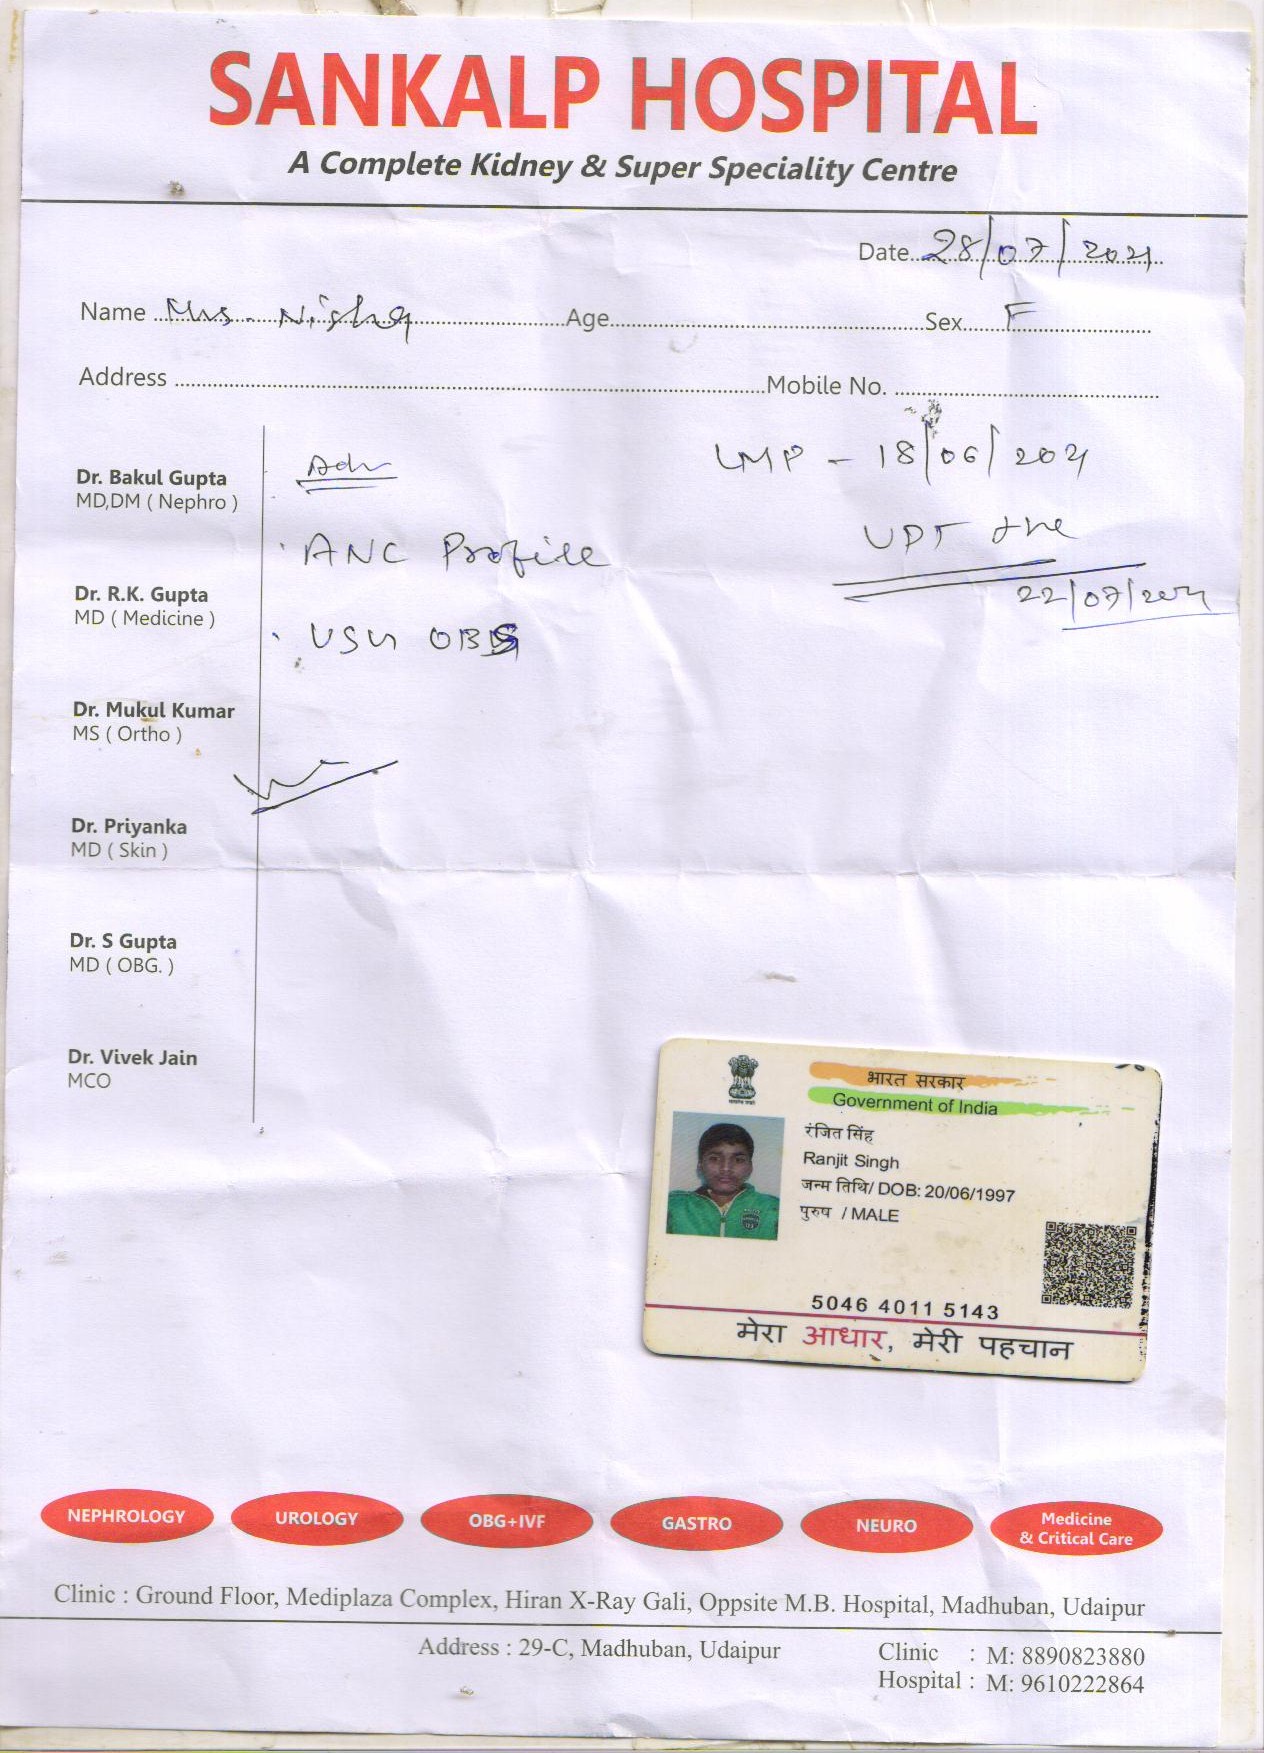 SANKALP HOSPITAL
A Complete Kidney & Super Speciality Centre
Date 28/07/2021
Name Mrs. Nisha Age Sex F
Address Mobile No.
LMP - 18/06/2021
UPT +ve
22/07/2021
Adv
ANC Profile
USG OBS
Dr. Bakul Gupta
MD,DM ( Nephro )
Dr. R.K. Gupta
MD ( Medicine )
Dr. Mukul Kumar
MS ( Ortho )
Dr. Priyanka
MD ( Skin )
Dr. S Gupta
MD ( OBG. )
Dr. Vivek Jain
MCO
भारत सरकार
Government of India
रंजित सिंह
Ranjit Singh
जन्म तिथि/ DOB: 20/06/1997
पुरुष / MALE
5046 4011 5143
मेरा आधार, मेरी पहचान
NEPHROLOGY UROLOGY OBG+IVF GASTRO NEURO Medicine & Critical Care
Clinic : Ground Floor, Mediplaza Complex, Hiran X-Ray Gali, Oppsite M.B. Hospital, Madhuban, Udaipur
Address : 29-C, Madhuban, Udaipur
Clinic : M: 8890823880
Hospital : M: 9610222864